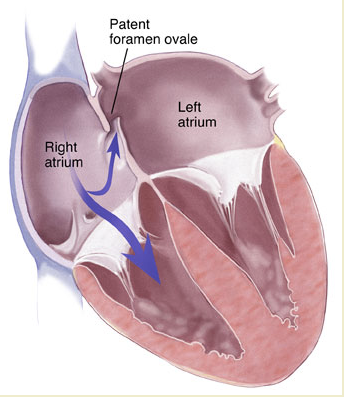 Patent
foramen ovale
Left
atrium
Right
atrium